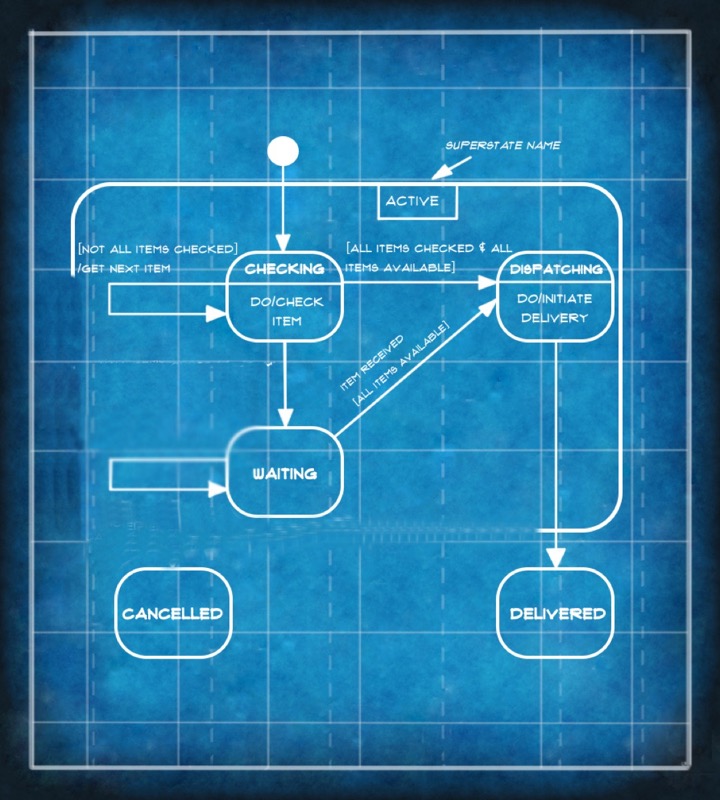 SUPERSTATE NAME
ACTIVE
[NOT ALL ITEMS CHECKED]
/GET NEXT ITEM
[ALL ITEMS CHECKED & ALL
ITEMS AVAILABLE]
CHECKING
DO/CHECK
ITEM
DISPATCHING
DO/INITIATE
DELIVERY
ITEM RECEIVED
[ALL ITEMS AVAILABLE]
WAITING
CANCELLED
DELIVERED